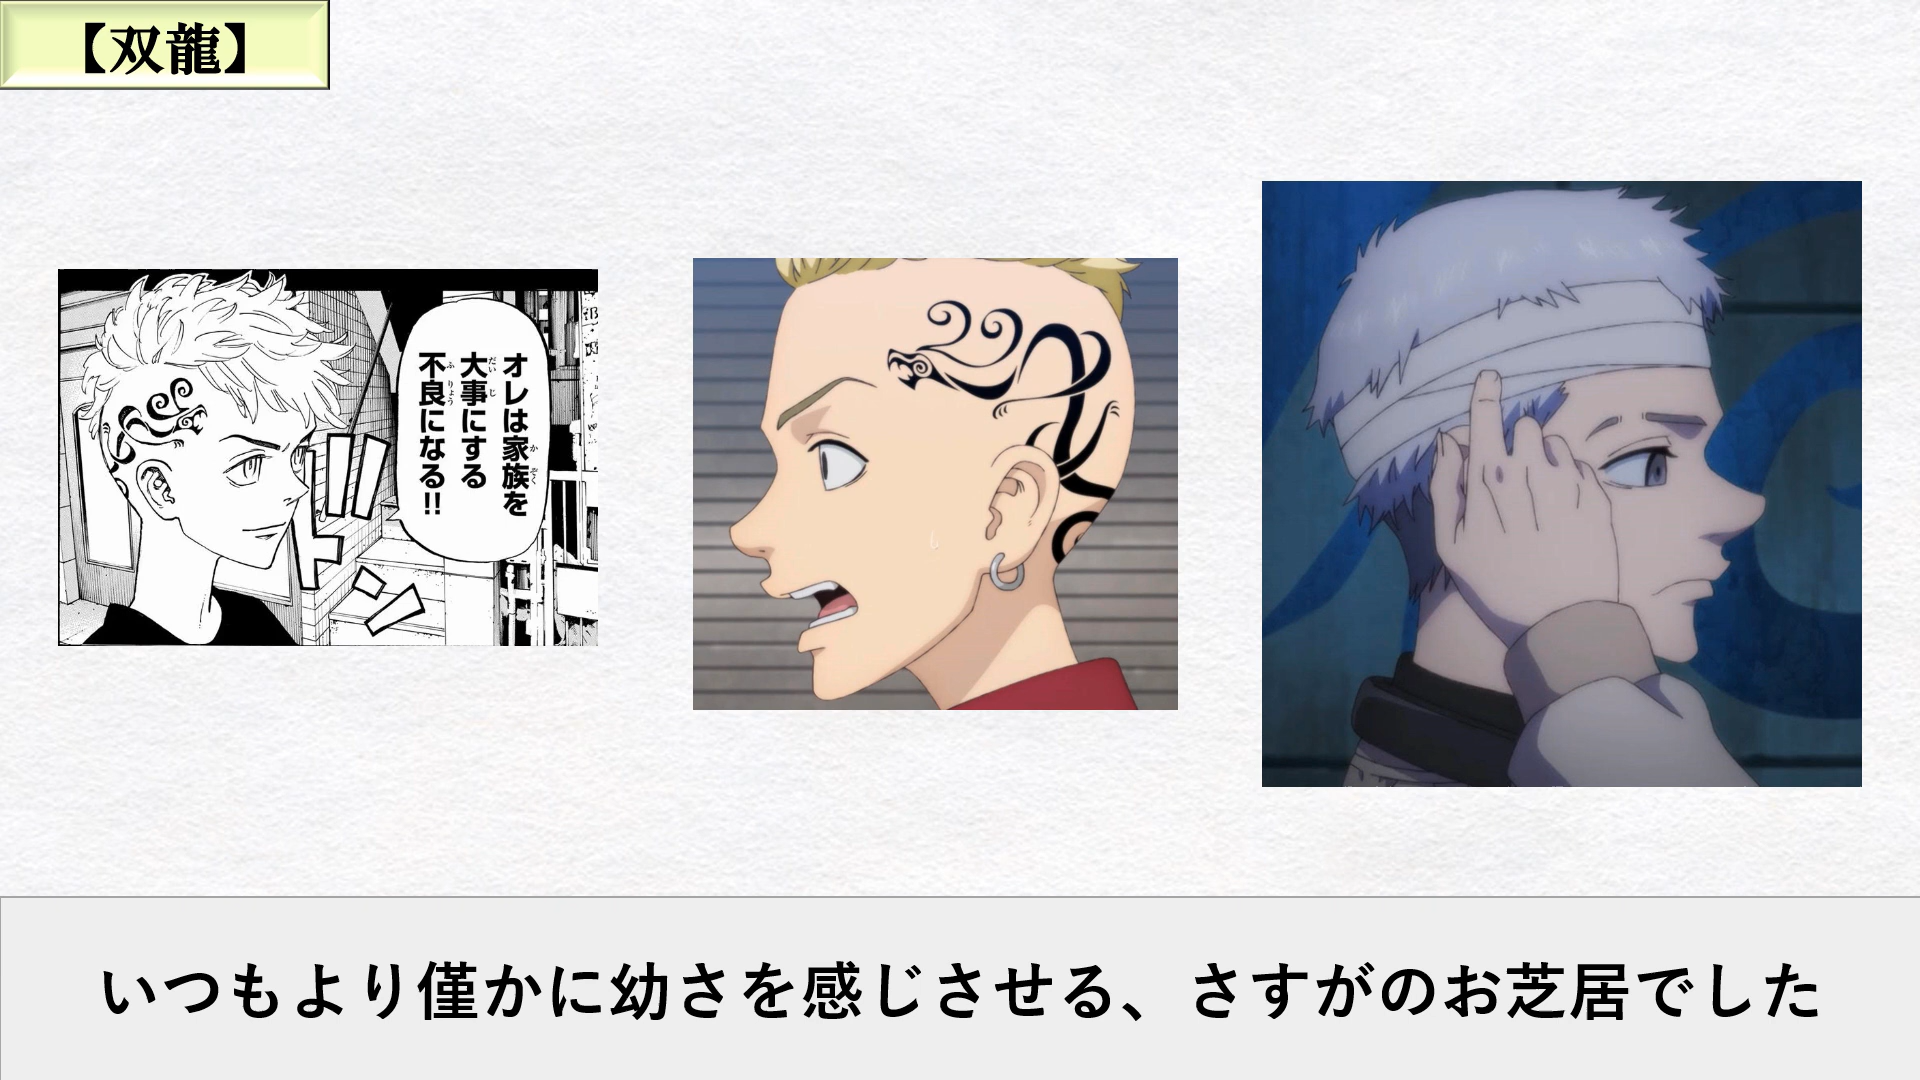 【双龍】
オレは家族を
大事にする
不良になる!!
ドン
いつもより僅かに幼さを感じさせる、さすがのお芝居でした